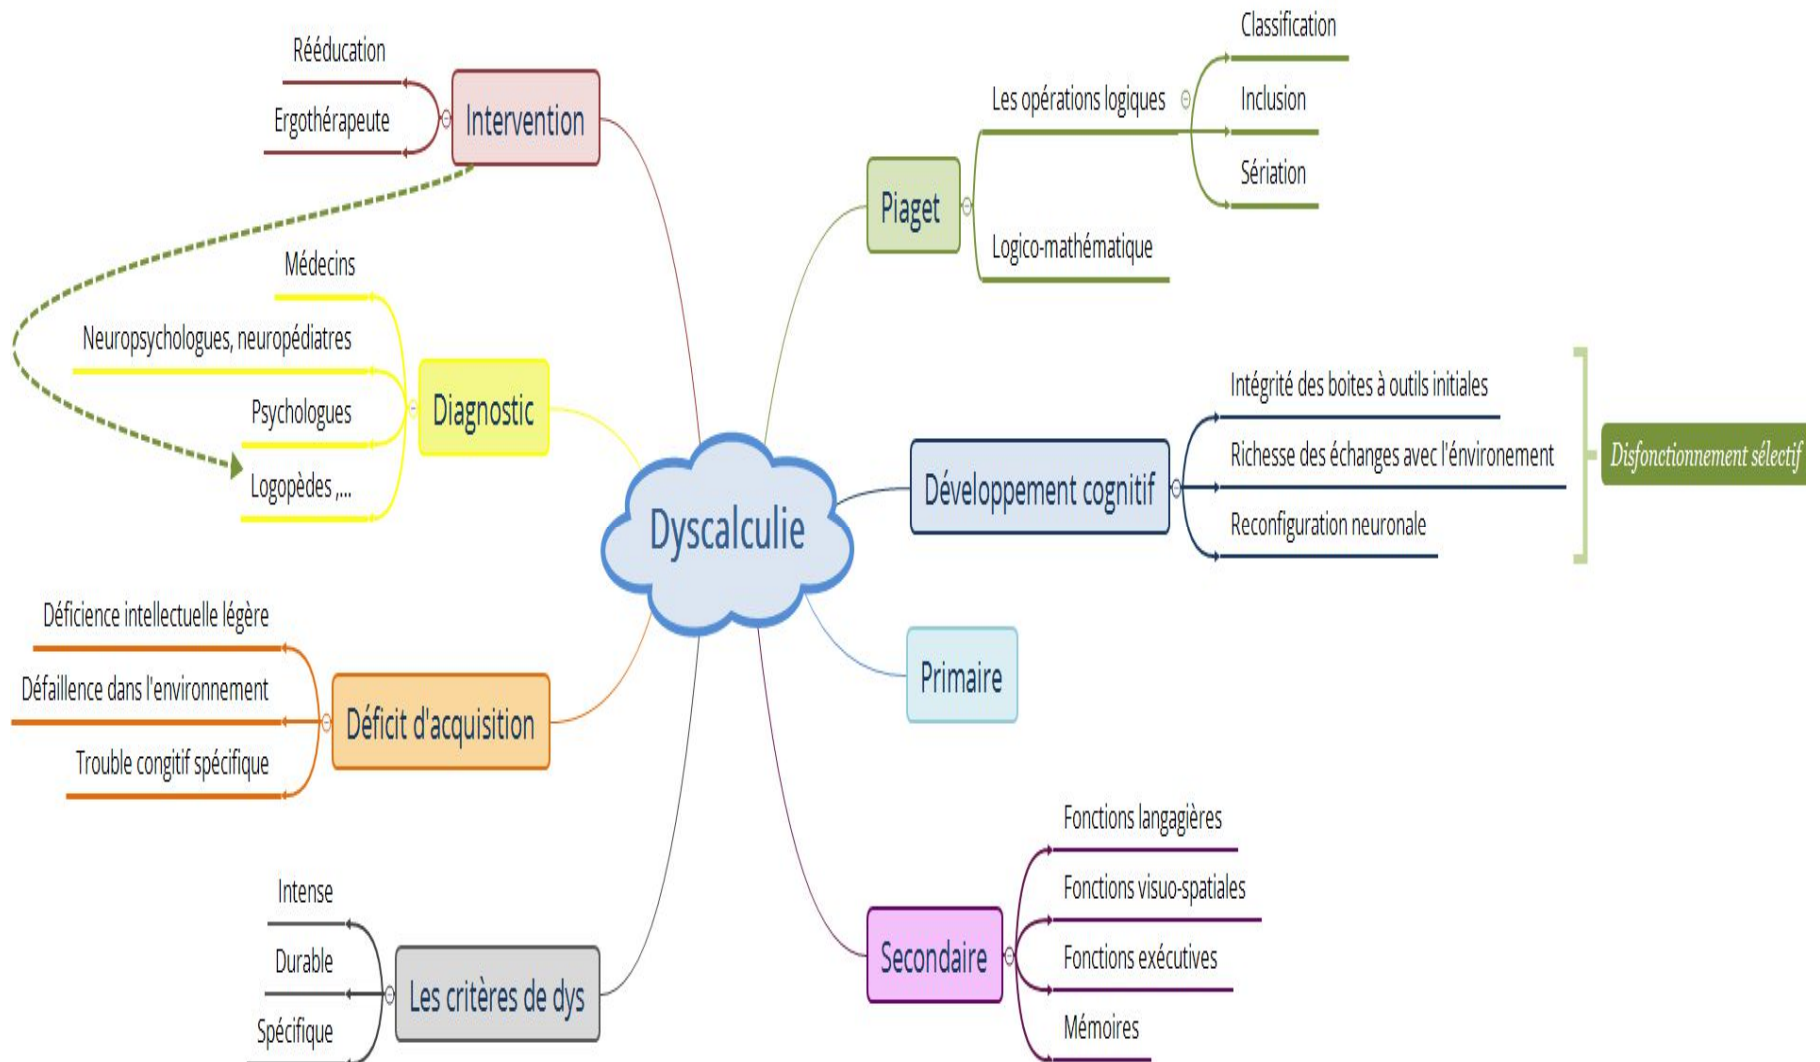 Dyscalculie
Piaget
Les opérations logiques
Classification
Inclusion
Sériation
Logico-mathématique
Développement cognitif
Intégrité des boites à outils initiales
Richesse des échanges avec l'énvironement
Reconfiguration neuronale
Disfonctionnement sélectif
Primaire
Secondaire
Fonctions langagières
Fonctions visuo-spatiales
Fonctions exécutives
Mémoires
Intervention
Rééducation
Ergothérapeute
Diagnostic
Médecins
Neuropsychologues, neuropédiatres
Psychologues
Logopèdes ,...
Déficit d'acquisition
Déficience intellectuelle légère
Défaillence dans l'environnement
Trouble congitif spécifique
Les critères de dys
Intense
Durable
Spécifique